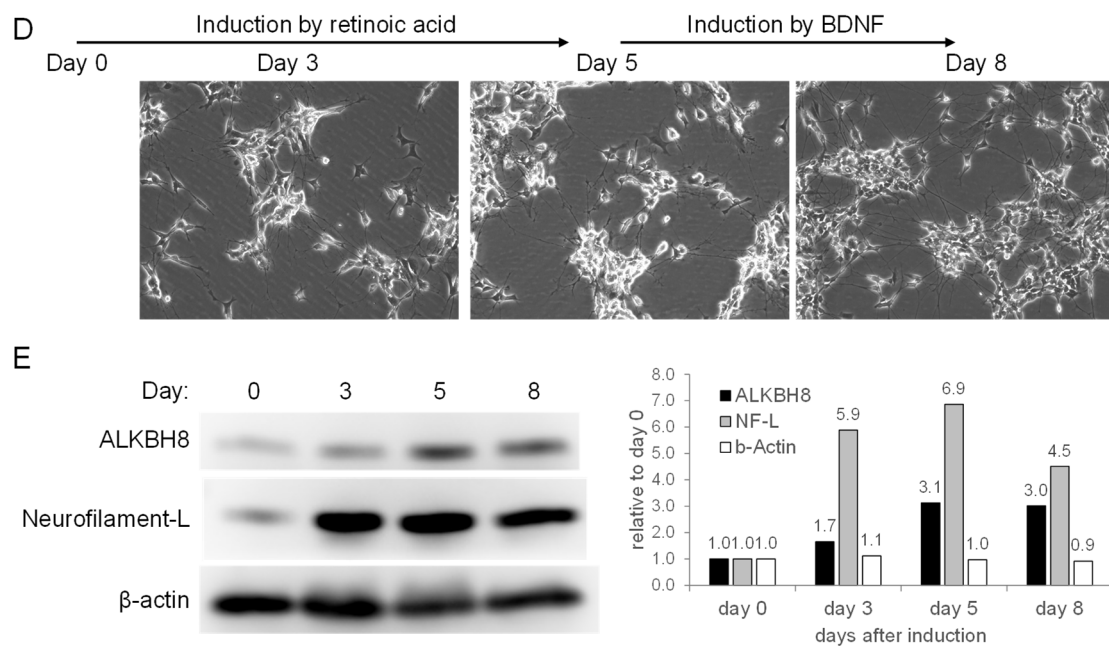 D
Induction by retinoic acid
Induction by BDNF
Day 0
Day 3
Day 5
Day 8
E
Day:
0
3
5
8
ALKBH8
Neurofilament-L
β-actin
8.0
7.0
6.0
5.0
4.0
3.0
2.0
1.0
0.0
relative to day 0
ALKBH8
NF-L
b-Actin
1.0
1.0
1.0
1.7
5.9
1.1
3.1
6.9
1.0
3.0
4.5
0.9
day 0
day 3
day 5
day 8
days after induction